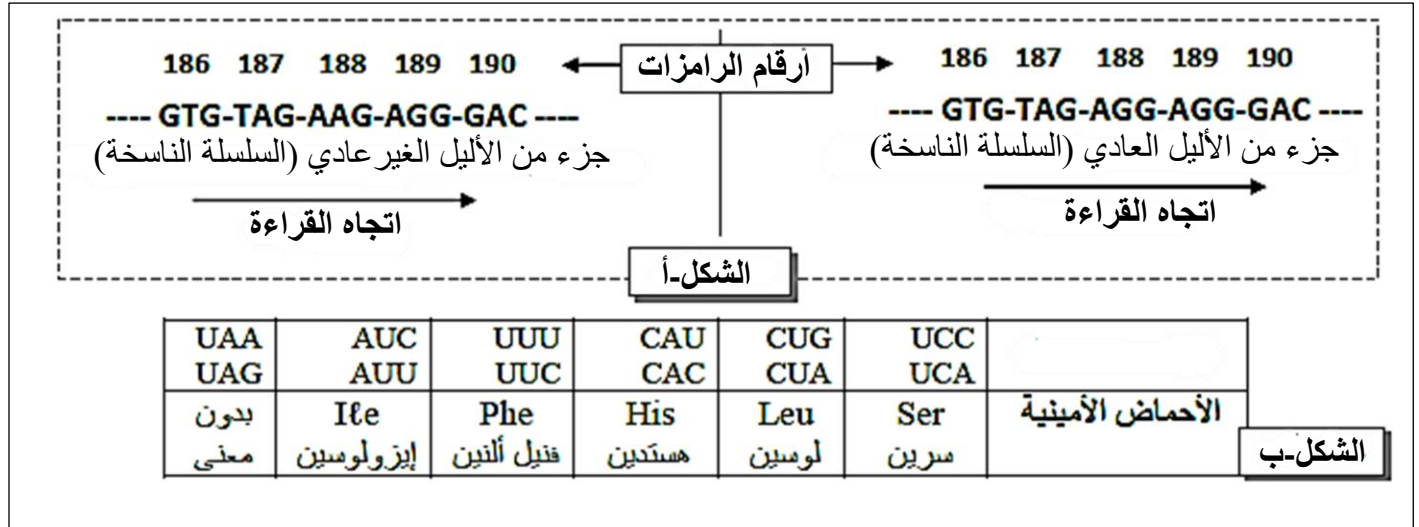 أرقام الرامزات
186 187 188 189 190
186 187 188 189 190
---- GTG-TAG-AGG-AGG-GAC ----
---- GTG-TAG-AAG-AGG-GAC ----
جزء من الأليل العادي (السلسلة الناسخة)
جزء من الأليل الغير عادي (السلسلة الناسخة)
اتجاه القراءة
اتجاه القراءة
الشكل-أ
UAA AUC UUU CAU CUG UCC
UAG AUU UUC CAC CUA UCA
الأحماض الأمينية Ser Leu His Phe Iℓe بدون
سرين لوسين هستدين فنيل ألنين إيزولوسين معنى
الشكل-ب